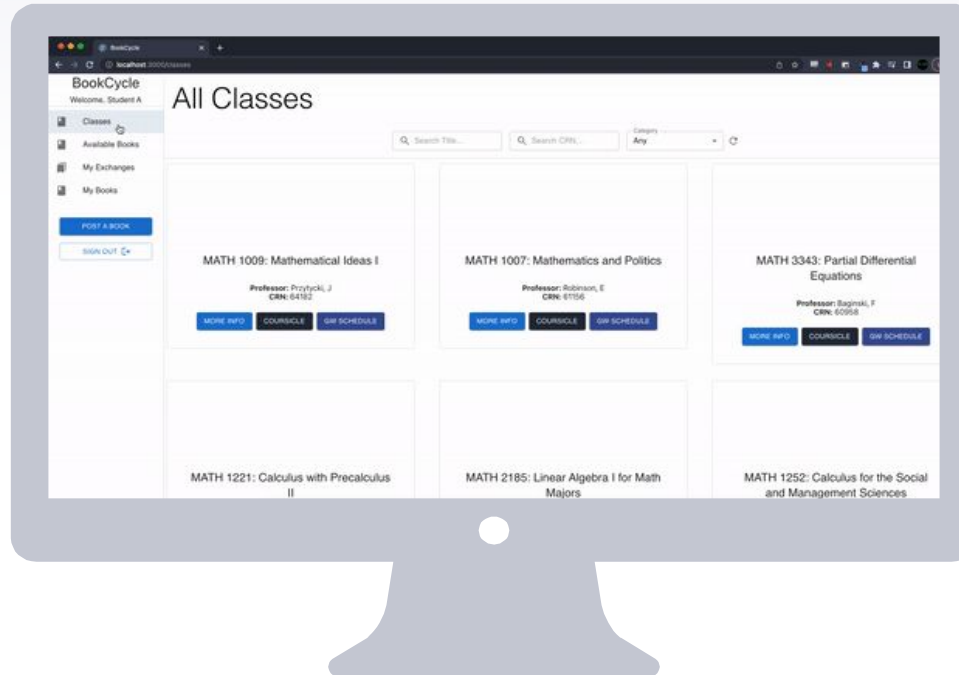 BookCycle
localhost:3000/classes
BookCycle
Welcome, Student A
Classes
Available Books
My Exchanges
My Books
POST A BOOK
SIGN OUT
All Classes
Search Title...
Search CRN...
Category
Any
MATH 1009: Mathematical Ideas I
Professor: Przytycki, J
CRN: 64182
MORE INFO COURSICLE GW SCHEDULE
MATH 1007: Mathematics and Politics
Professor: Robinson, E
CRN: 61156
MORE INFO COURSICLE GW SCHEDULE
MATH 3343: Partial Differential
Equations
Professor: Baginski, F
CRN: 60958
MORE INFO COURSICLE GW SCHEDULE
MATH 1221: Calculus with Precalculus
II
MATH 2185: Linear Algebra I for Math
Majors
MATH 1252: Calculus for the Social
and Management Sciences